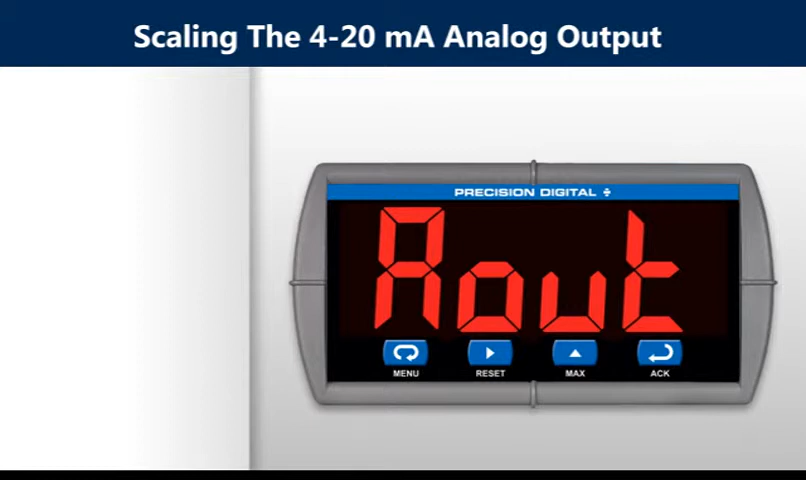 Scaling The 4-20 mA Analog Output
PRECISION DIGITAL
Aout
MENU RESET MAX ACK